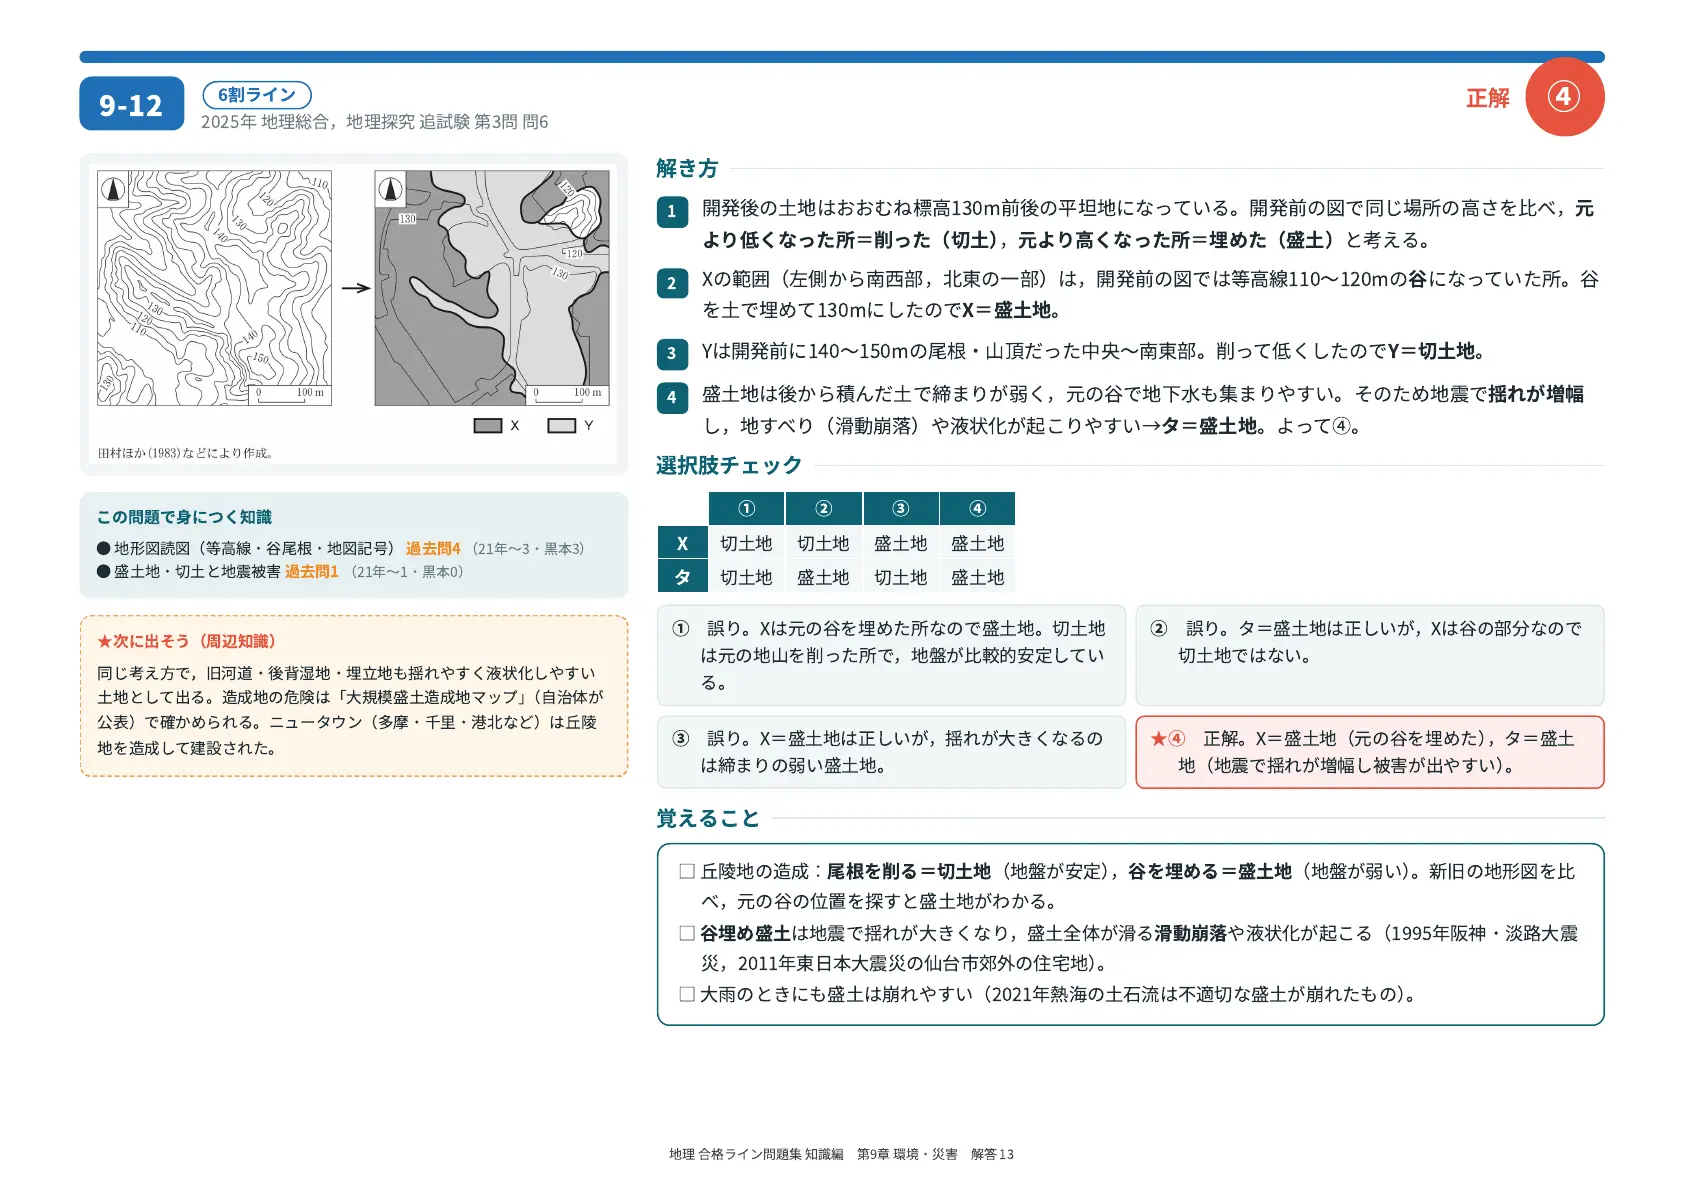 9-12
6割ライン
2025年 地理総合，地理探究 追試験 第3問 問6
正解 ④
110
120
130
140
130
120
110
140
150
130
0 100 m
130
120
120
130
0 100 m
X Y
田村ほか(1983)などにより作成。
この問題で身につく知識
● 地形図読図（等高線・谷尾根・地図記号） 過去問4 （21年〜3・黒本3）
● 盛土地・切土と地震被害 過去問1 （21年〜1・黒本0）
★次に出そう（周辺知識）
同じ考え方で，旧河道・後背湿地・埋立地も揺れやすく液状化しやすい
土地として出る。造成地の危険は「大規模盛土造成地マップ」（自治体が
公表）で確かめられる。ニュータウン（多摩・千里・港北など）は丘陵
地を造成して建設された。
解き方
1 開発後の土地はおおむね標高130m前後の平坦地になっている。開発前の図で同じ場所の高さを比べ，元
より低くなった所＝削った（切土），元より高くなった所＝埋めた（盛土）と考える。
2 Xの範囲（左側から南西部，北東の一部）は，開発前の図では等高線110〜120mの谷になっていた所。谷
を土で埋めて130mにしたのでX＝盛土地。
3 Yは開発前に140〜150mの尾根・山頂だった中央〜南東部。削って低くしたのでY＝切土地。
4 盛土地は後から積んだ土で締まりが弱く，元の谷で地下水も集まりやすい。そのため地震で揺れが増幅
し，地すべり（滑動崩落）や液状化が起こりやすい→タ＝盛土地。よって④。
選択肢チェック
① ② ③ ④
X 切土地 切土地 盛土地 盛土地
タ 切土地 盛土地 切土地 盛土地
① 誤り。Xは元の谷を埋めた所なので盛土地。切土地
は元の地山を削った所で，地盤が比較的安定してい
る。
② 誤り。タ＝盛土地は正しいが，Xは谷の部分なので
切土地ではない。
③ 誤り。X＝盛土地は正しいが，揺れが大きくなるの
は締まりの弱い盛土地。
★④ 正解。X＝盛土地（元の谷を埋めた），タ＝盛土
地（地震で揺れが増幅し被害が出やすい）。
覚えること
□ 丘陵地の造成：尾根を削る＝切土地（地盤が安定），谷を埋める＝盛土地（地盤が弱い）。新旧の地形図を比
べ，元の谷の位置を探すと盛土地がわかる。
□ 谷埋め盛土は地震で揺れが大きくなり，盛土全体が滑る滑動崩落や液状化が起こる（1995年阪神・淡路大震
災，2011年東日本大震災の仙台市郊外の住宅地）。
□ 大雨のときにも盛土は崩れやすい（2021年熱海の土石流は不適切な盛土が崩れたもの）。
地理 合格ライン問題集 知識編 第9章 環境・災害 解答13